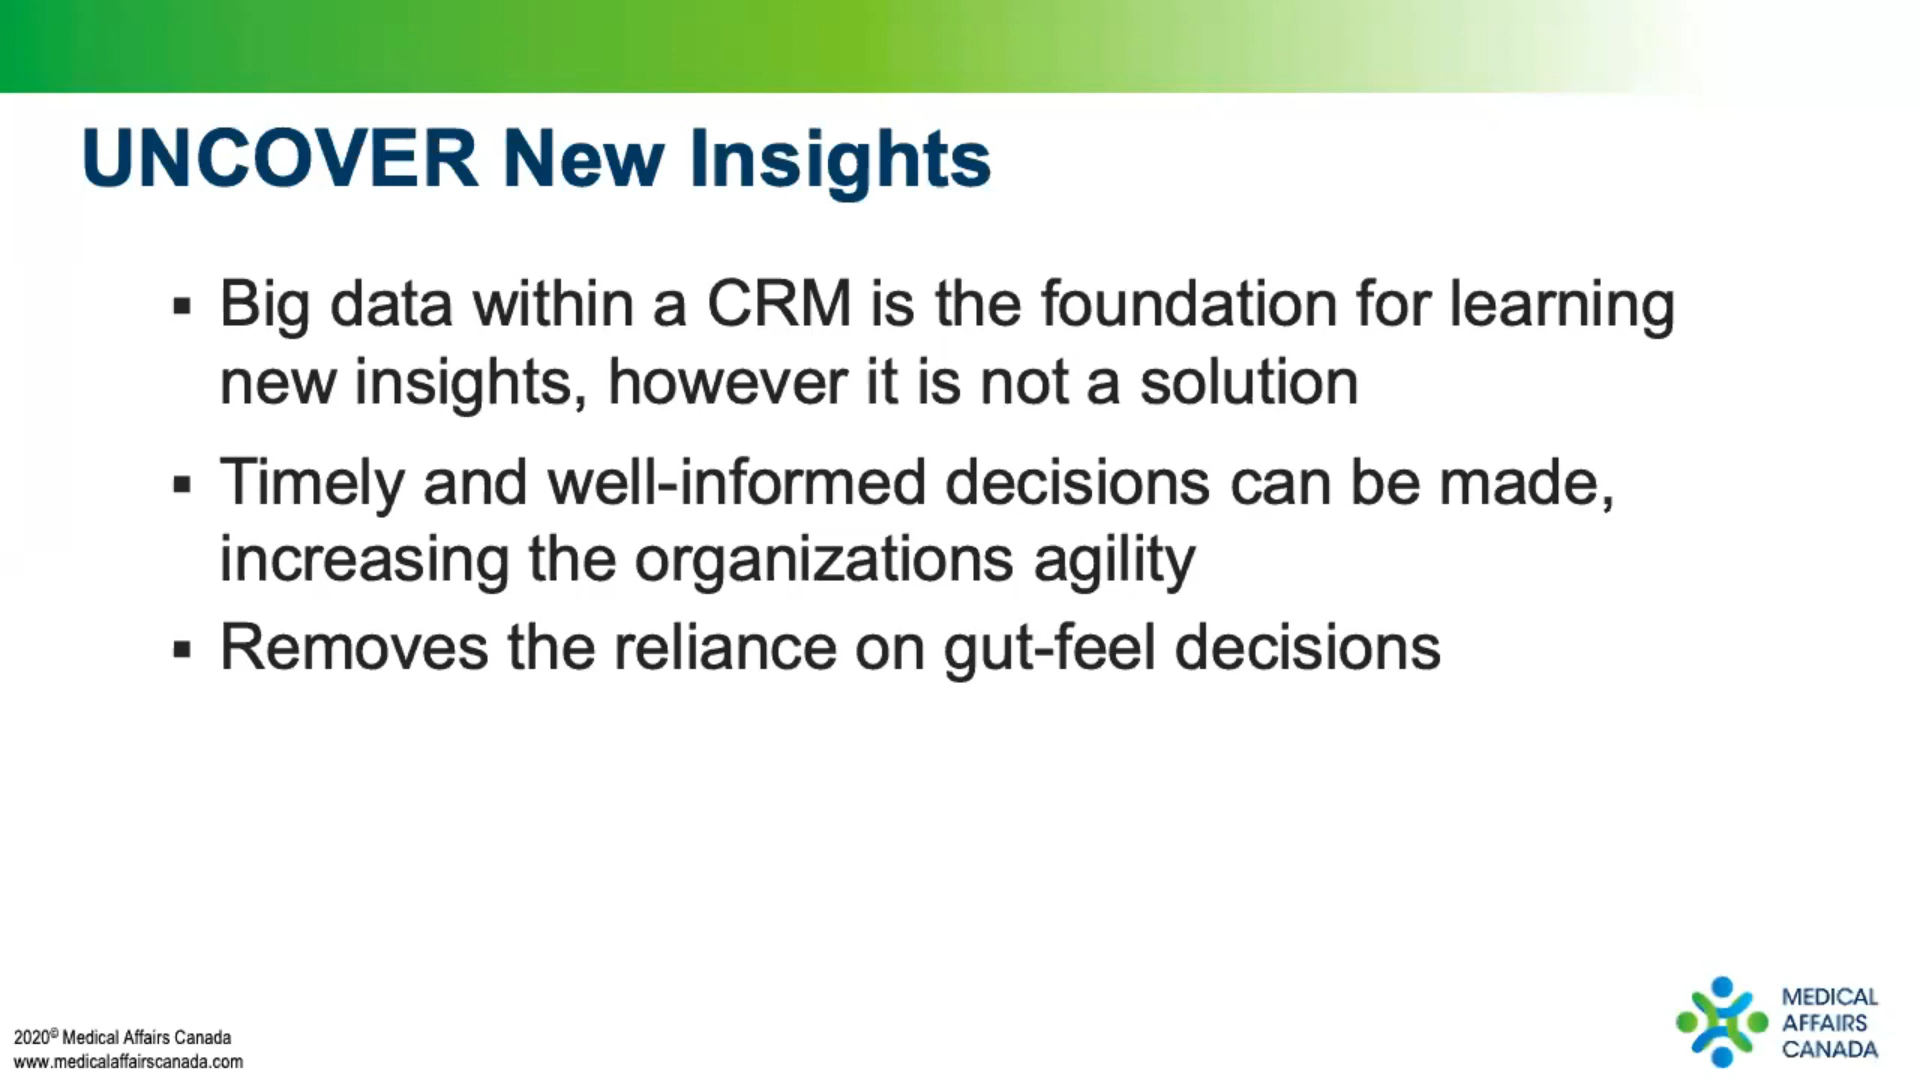 UNCOVER New Insights
▪ Big data within a CRM is the foundation for learning
new insights, however it is not a solution
▪ Timely and well-informed decisions can be made,
increasing the organizations agility
▪ Removes the reliance on gut-feel decisions
2020© Medical Affairs Canada
www.medicalaffairscanada.com
MEDICAL
AFFAIRS
CANADA